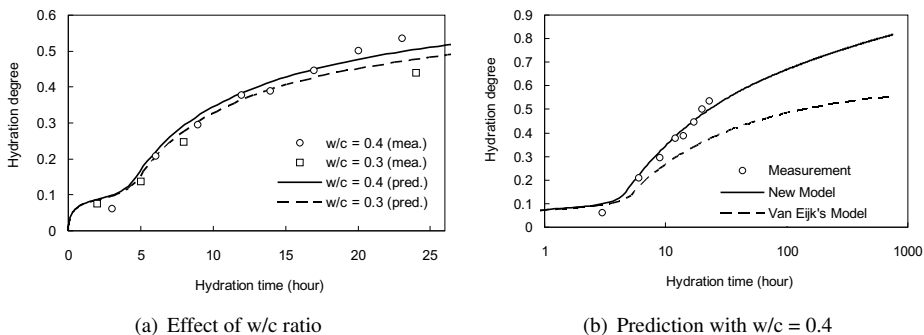 0.6
0.5
0.4
0.3
0.2
0.1
0
Hydration degree
0 5 10 15 20 25
Hydration time (hour)
w/c = 0.4 (mea.)
w/c = 0.3 (mea.)
w/c = 0.4 (pred.)
w/c = 0.3 (pred.)
(a) Effect of w/c ratio
0.9
0.8
0.7
0.6
0.5
0.4
0.3
0.2
0.1
0
Hydration degree
1 10 100 1000
Hydration time (hour)
Measurement
New Model
Van Eijk's Model
(b) Prediction with w/c = 0.4